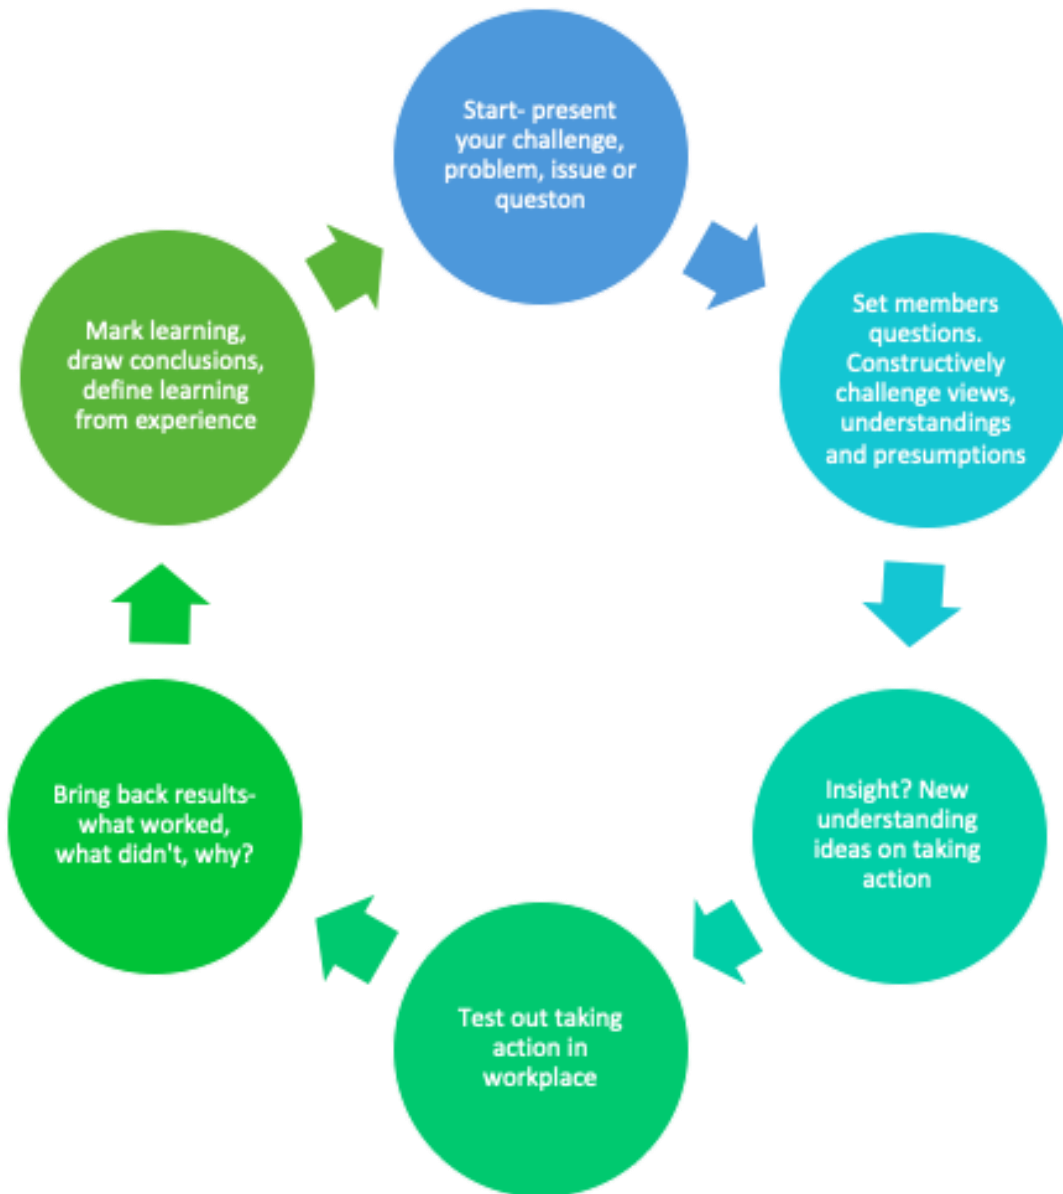 Start- present
your challenge,
problem, issue or
queston
Set members
questions.
Constructively
challenge views,
understandings
and presumptions
Insight? New
understanding
ideas on taking
action
Test out taking
action in
workplace
Bring back results-
what worked,
what didn't, why?
Mark learning,
draw conclusions,
define learning
from experience